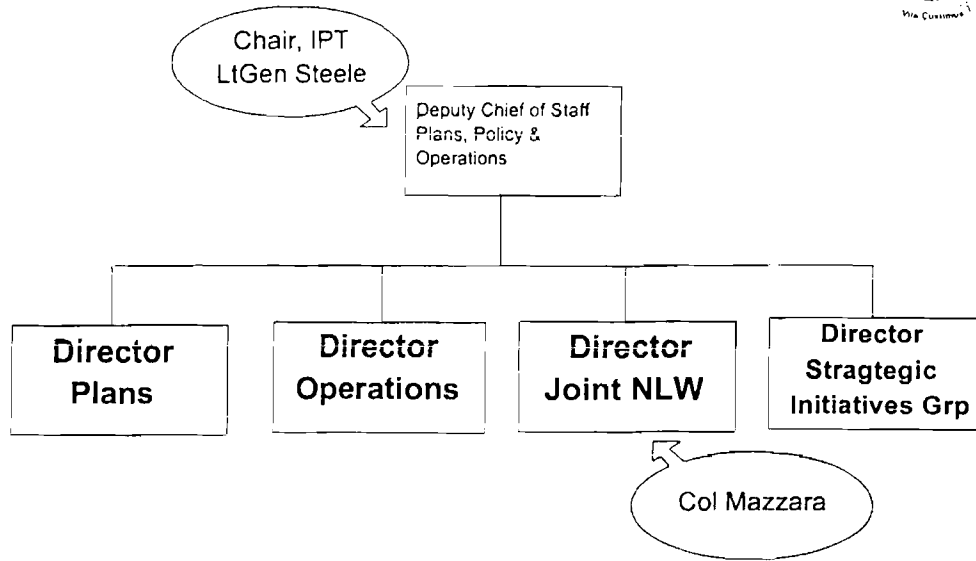 Chair, IPT
LtGen Steele
Deputy Chief of Staff
Plans, Policy &
Operations
Director
Plans
Director
Operations
Director
Joint NLW
Director
Stragtegic
Initiatives Grp
Col Mazzara